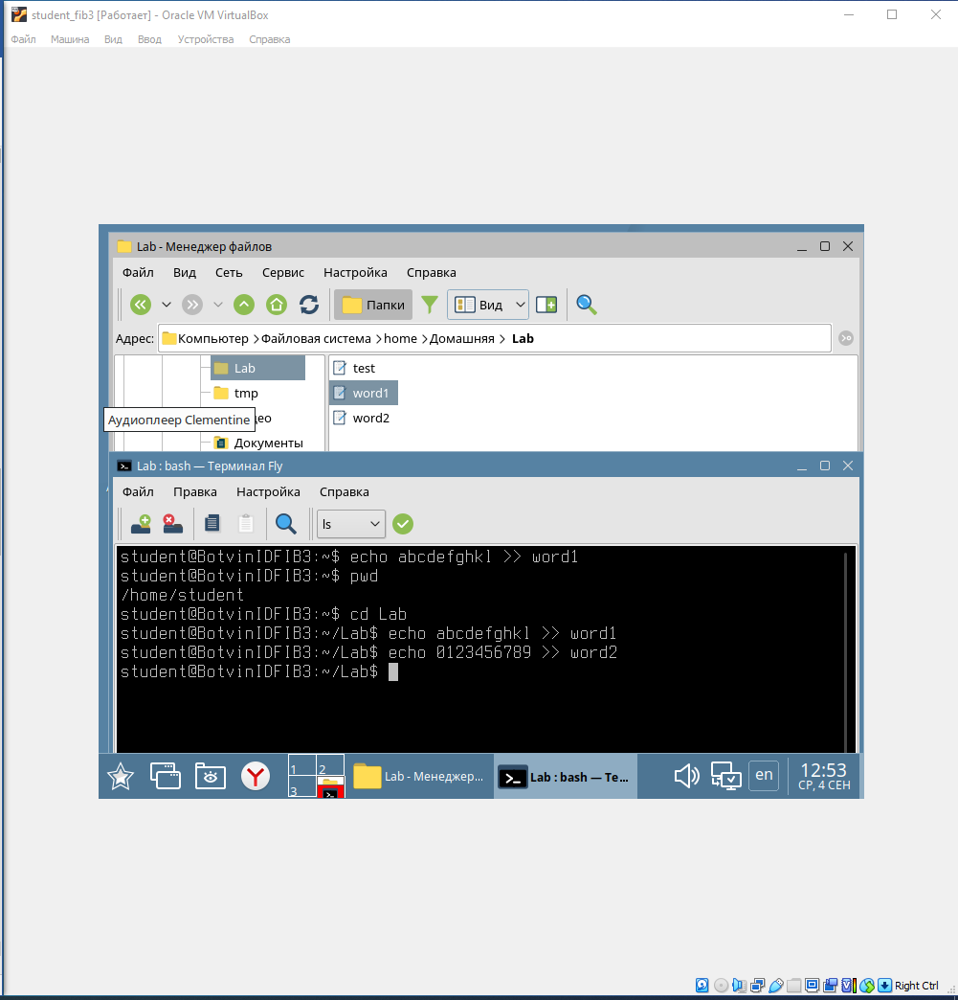 student_fib3 [Работает] - Oracle VM VirtualBox
Файл Машина Вид Ввод Устройства Справка
Lab - Менеджер файлов
Файл Вид Сеть Сервис Настройка Справка
Папки Вид
Адрес: Компьютер Файловая система home Домашняя Lab
Lab test
tmp word1
Аудиоплеер Clementine део word2
Документы
Lab : bash — Терминал Fly
Файл Правка Настройка Справка
ls
student@BotvinIDFIB3:~$ echo abcdefghkl >> word1
student@BotvinIDFIB3:~$ pwd
/home/student
student@BotvinIDFIB3:~$ cd Lab
student@BotvinIDFIB3:~/Lab$ echo abcdefghkl >> word1
student@BotvinIDFIB3:~/Lab$ echo 0123456789 >> word2
student@BotvinIDFIB3:~/Lab$
1 2 3 Lab - Менеджер... Lab : bash — Те... en 12:53
СР, 4 СЕН
Right Ctrl